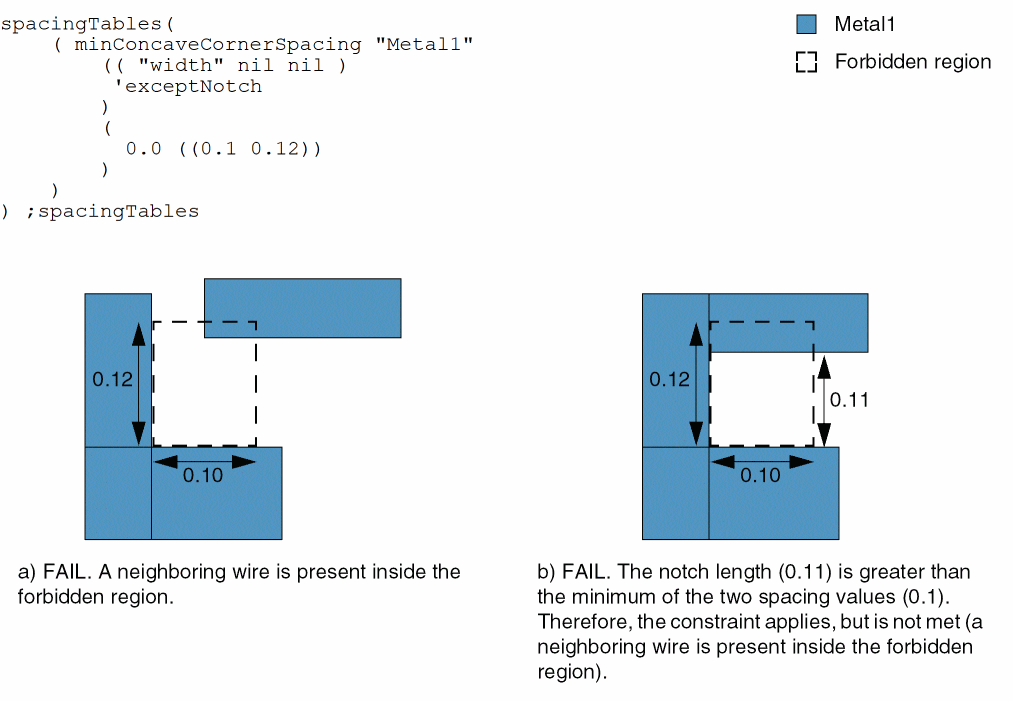 spacingTables(
( minConcaveCornerSpacing "Metal1"
(( "width" nil nil )
'exceptNotch
)
(
0.0 ((0.1 0.12))
)
)
) ;spacingTables
Metal1
Forbidden region
0.12
0.10
0.12
0.11
0.10
a) FAIL. A neighboring wire is present inside the
forbidden region.
b) FAIL. The notch length (0.11) is greater than
the minimum of the two spacing values (0.1).
Therefore, the constraint applies, but is not met (a
neighboring wire is present inside the forbidden
region).